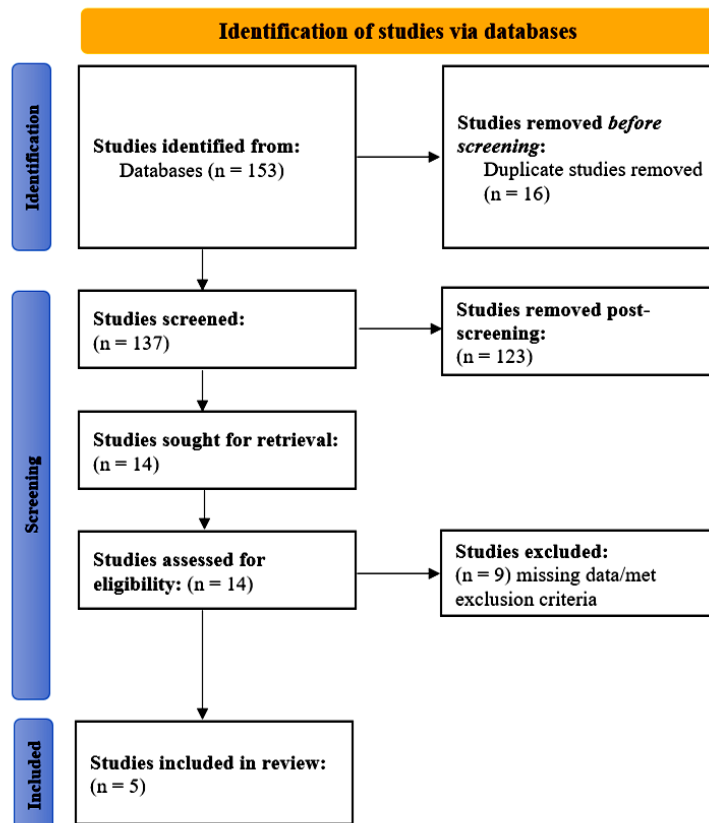 Identification of studies via databases
Identification
Studies identified from:
Databases (n = 153)
Studies removed before
screening:
Duplicate studies removed
(n = 16)
Screening
Studies screened:
(n = 137)
Studies removed post-
screening:
(n = 123)
Studies sought for retrieval:
(n = 14)
Studies assessed for
eligibility: (n = 14)
Studies excluded:
(n = 9) missing data/met
exclusion criteria
Included
Studies included in review:
(n = 5)